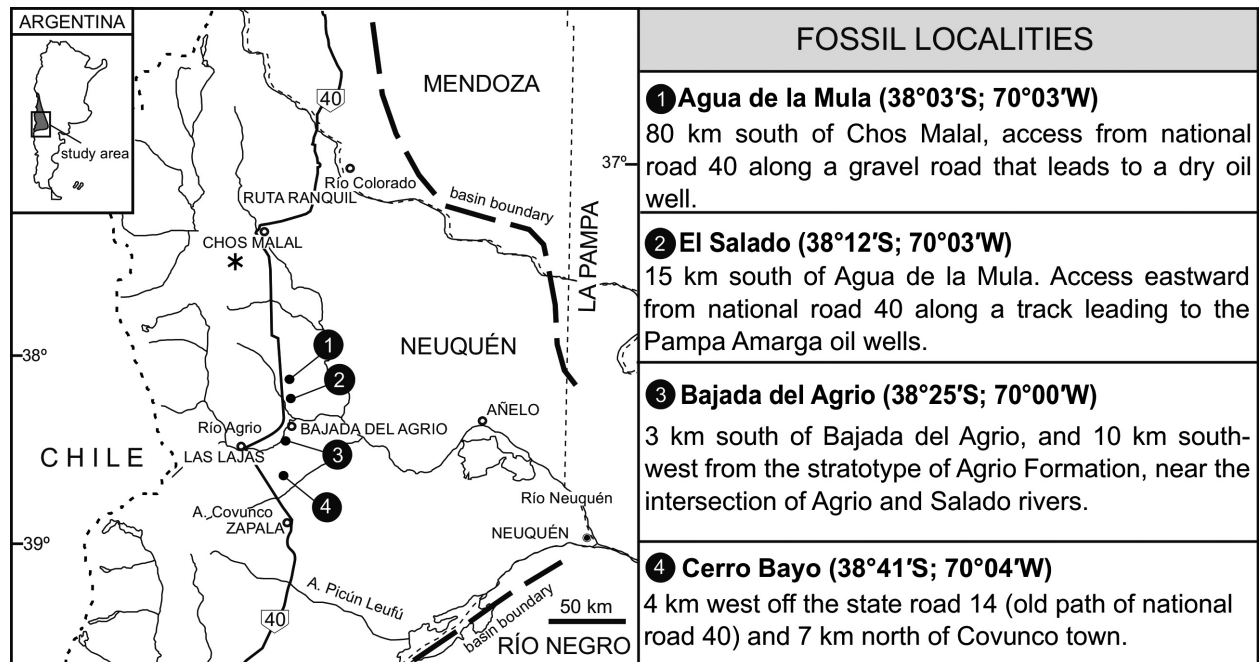 ARGENTINA
study area
MENDOZA
40
37º
Río Colorado
RUTA RANQUIL
basin boundary
LA PAMPA
CHOS MALAL
*
1
NEUQUÉN
38º
2
AÑELO
Río Agrio
BAJADA DEL AGRIO
CHILE
LAS LAJAS
3
4
Río Neuquén
A. Covunco
ZAPALA
NEUQUÉN
39º
A. Picún Leufú
basin boundary
50 km
40
RÍO NEGRO
FOSSIL LOCALITIES
1 Agua de la Mula (38°03′S; 70°03′W)
80 km south of Chos Malal, access from national
road 40 along a gravel road that leads to a dry oil
well.
2 El Salado (38°12′S; 70°03′W)
15 km south of Agua de la Mula. Access eastward
from national road 40 along a track leading to the
Pampa Amarga oil wells.
3 Bajada del Agrio (38°25′S; 70°00′W)
3 km south of Bajada del Agrio, and 10 km south-
west from the stratotype of Agrio Formation, near the
intersection of Agrio and Salado rivers.
4 Cerro Bayo (38°41′S; 70°04′W)
4 km west off the state road 14 (old path of national
road 40) and 7 km north of Covunco town.